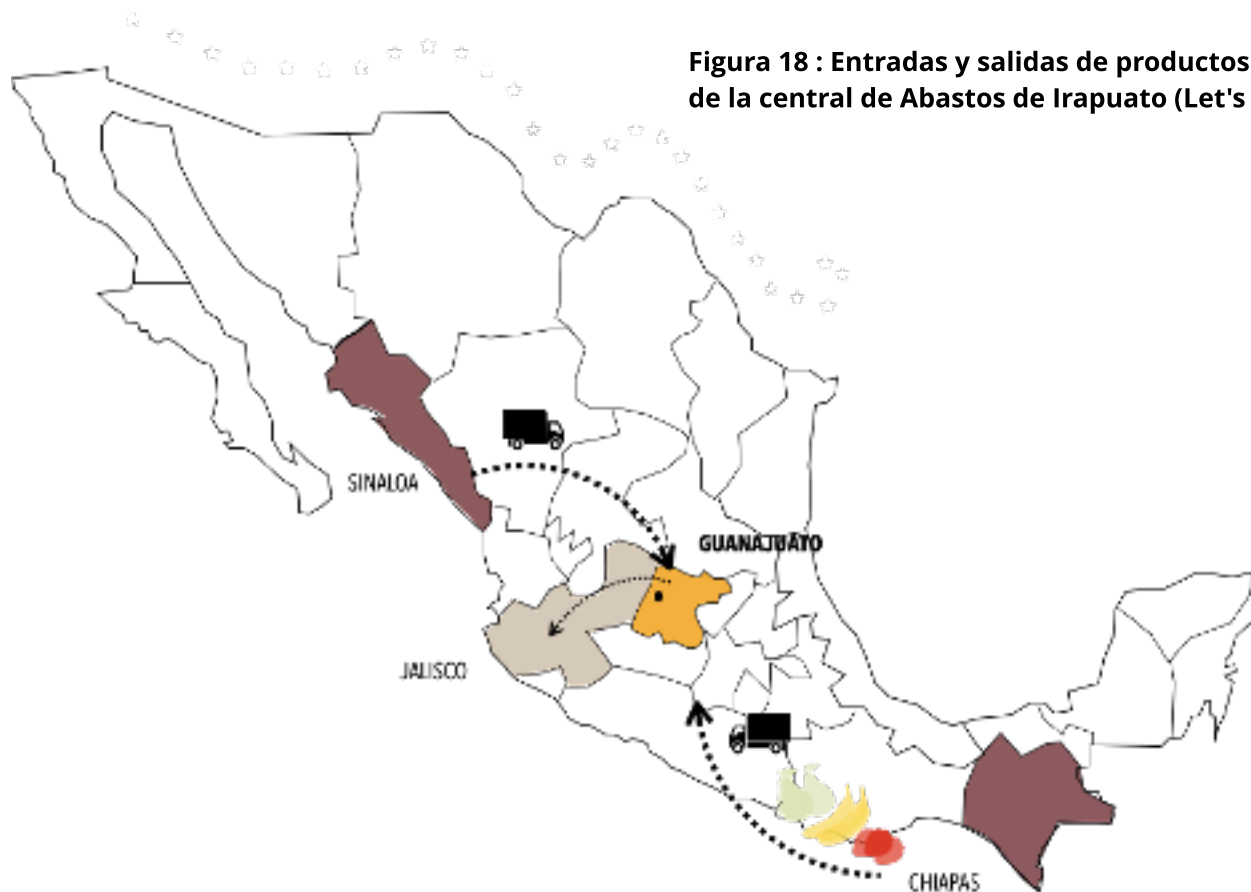 Figura 18 : Entradas y salidas de productos
de la central de Abastos de Irapuato (Let's
SINALOA
GUANAJUATO
JALISCO
CHIAPAS